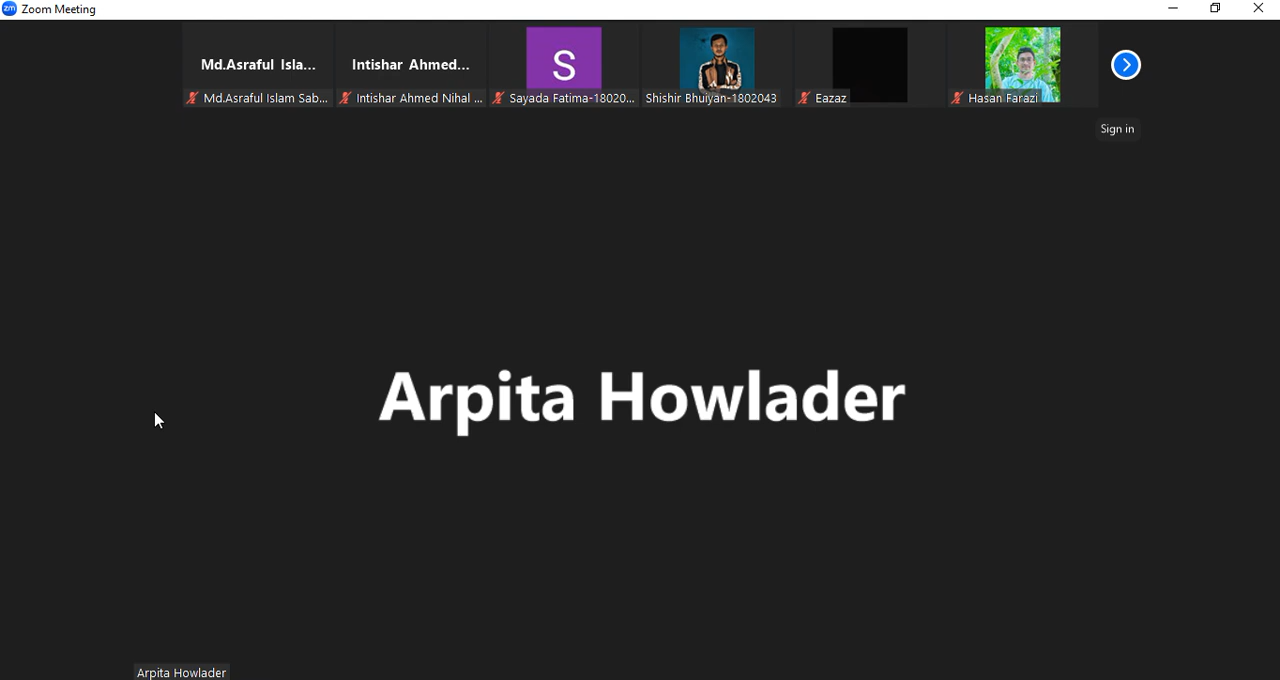 zm Zoom Meeting
Md.Asraful Isla... Intishar Ahmed... S
Md.Asraful Islam Sab... Intishar Ahmed Nihal ... Sayada Fatima-18020... Shishir Bhuiyan-1802043 Eazaz Hasan Farazi
Sign in
Arpita Howlader
Arpita Howlader